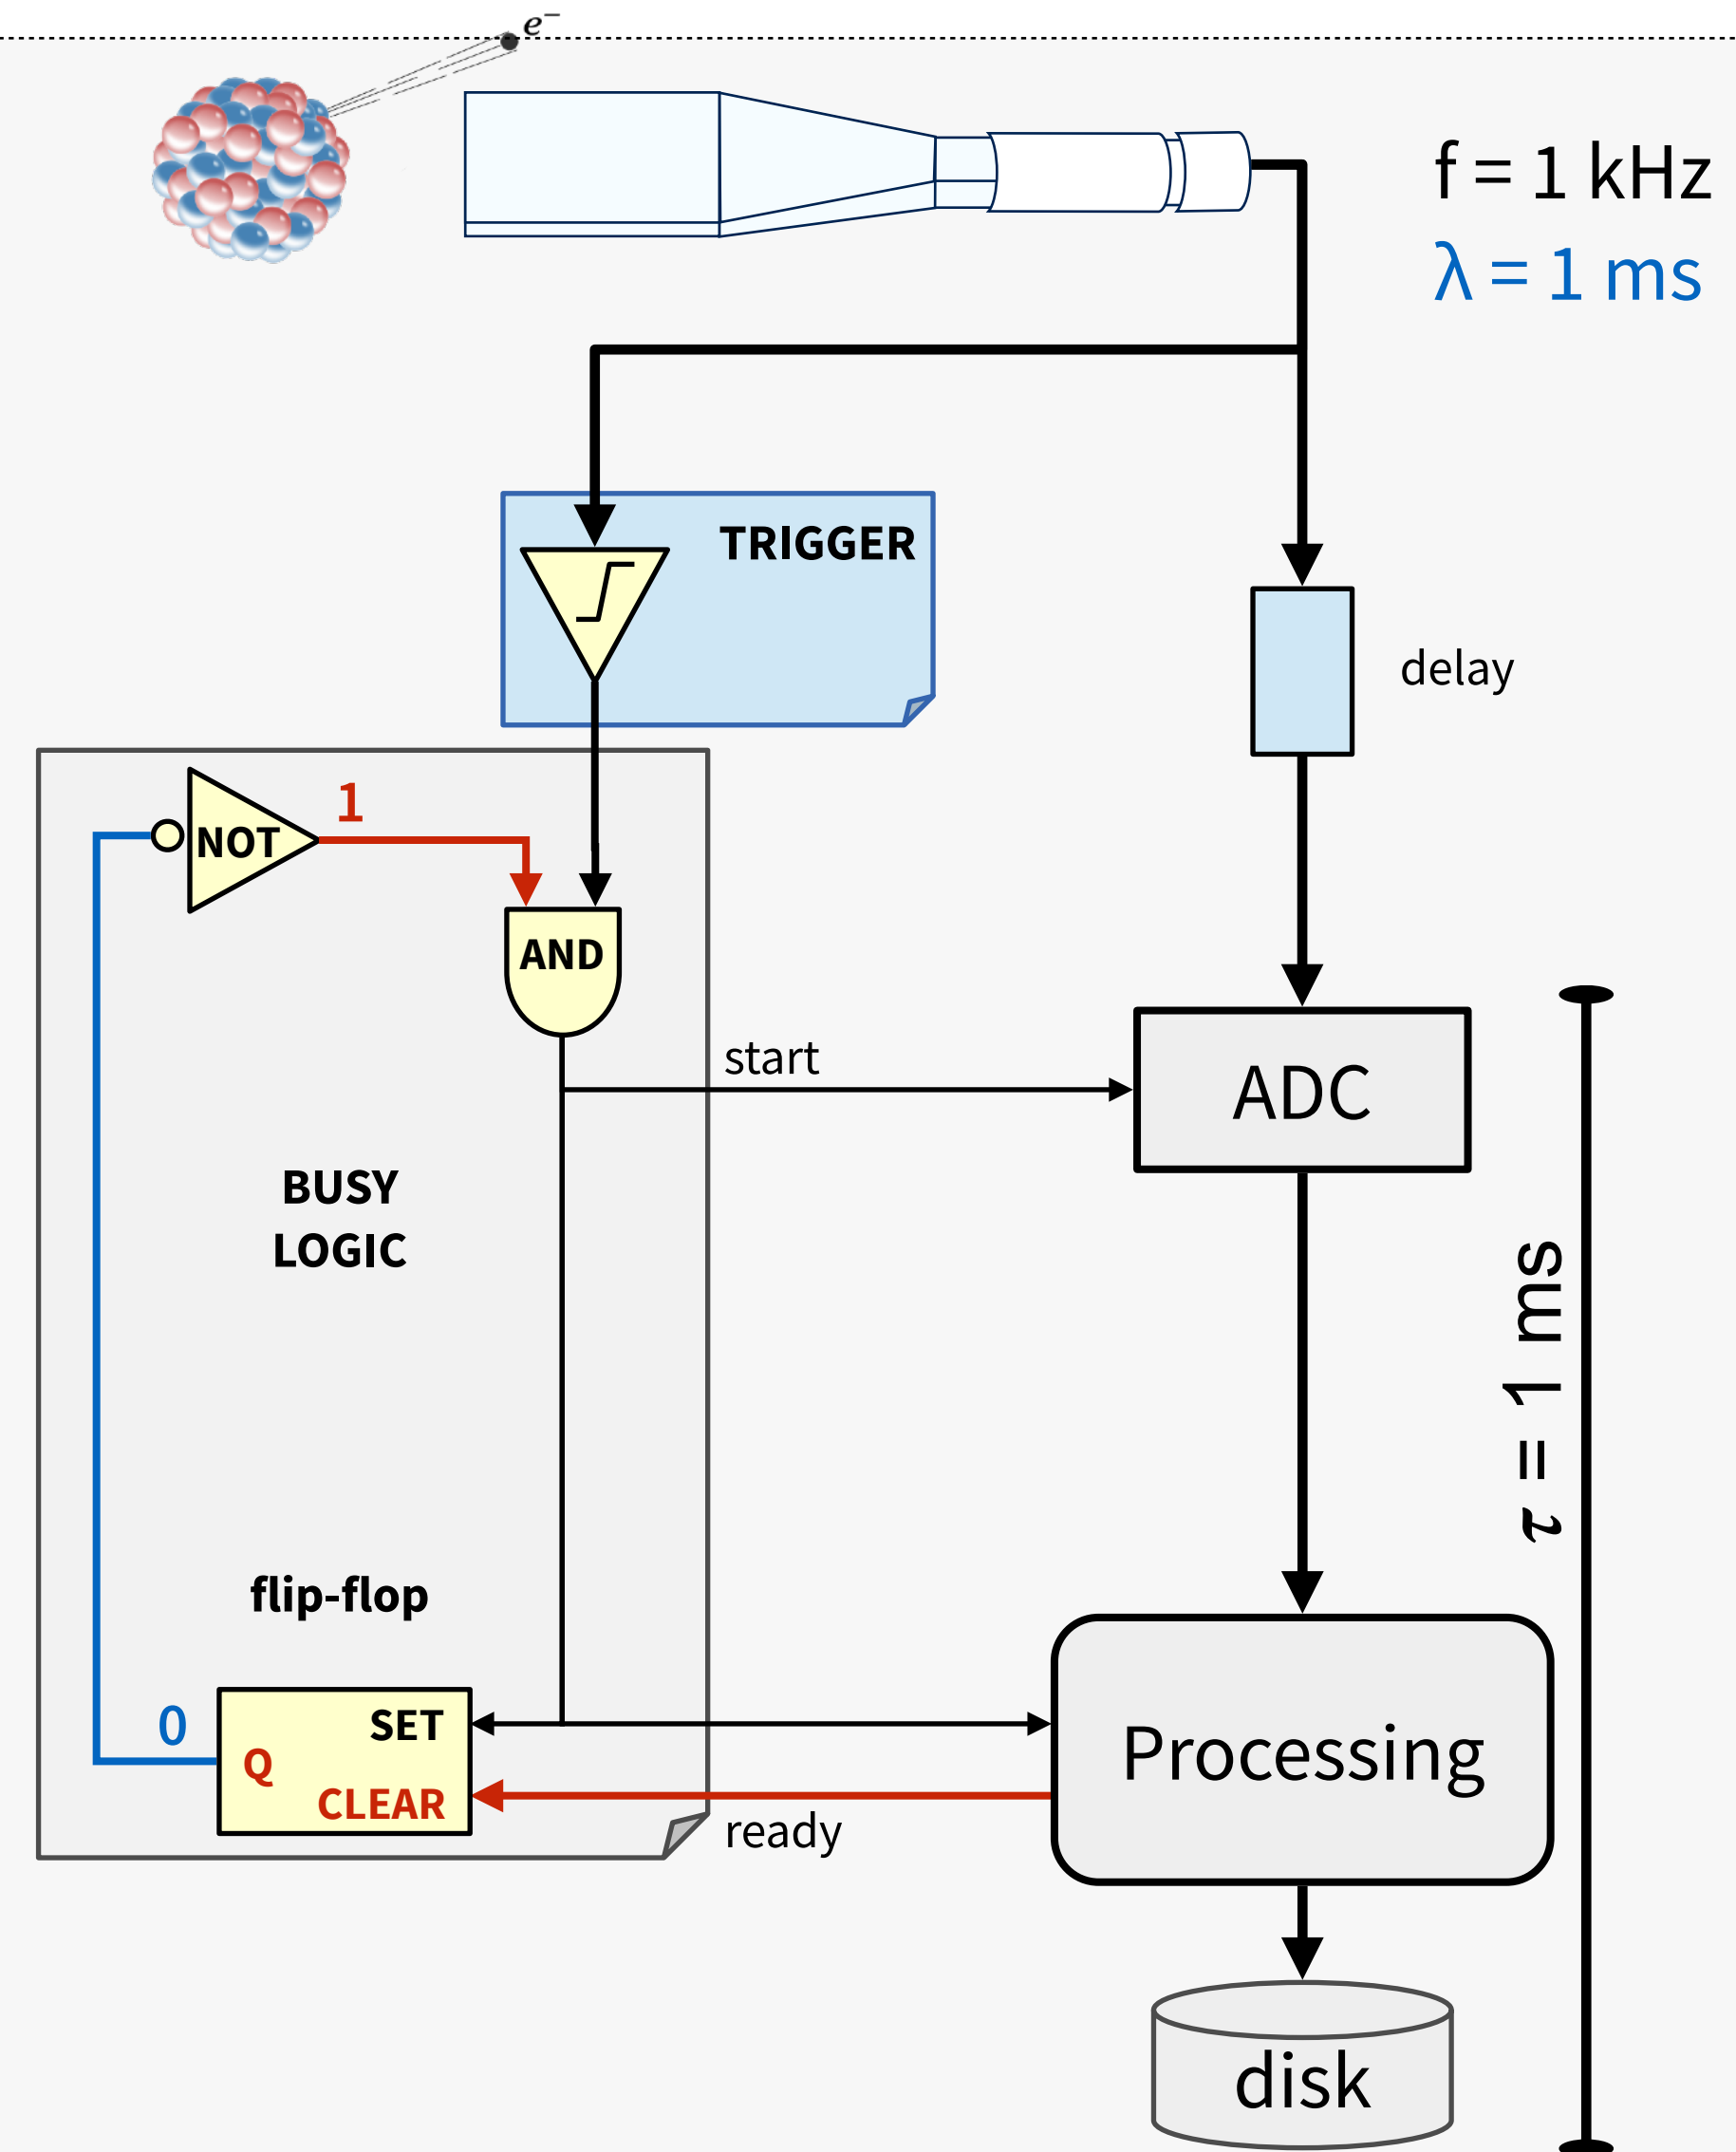 e⁻
f = 1 kHz
λ = 1 ms
TRIGGER
delay
1
NOT
AND
start
ADC
BUSY
LOGIC
τ = 1 ms
flip-flop
0
SET
Q
CLEAR
Processing
ready
disk